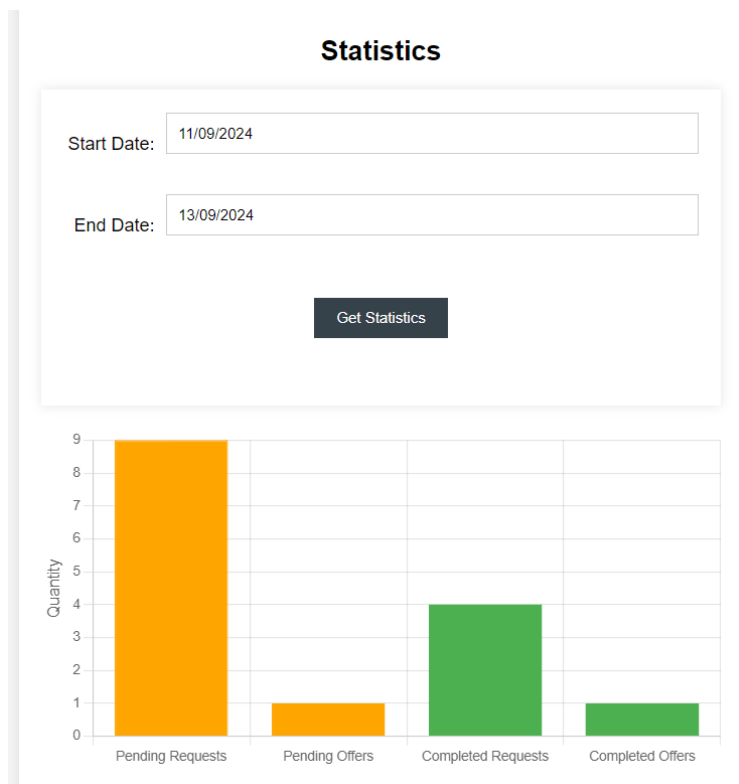 Statistics
Start Date: 11/09/2024
End Date: 13/09/2024
Get Statistics
9
8
7
6
5
4
3
2
1
0
Quantity
Pending Requests Pending Offers Completed Requests Completed Offers